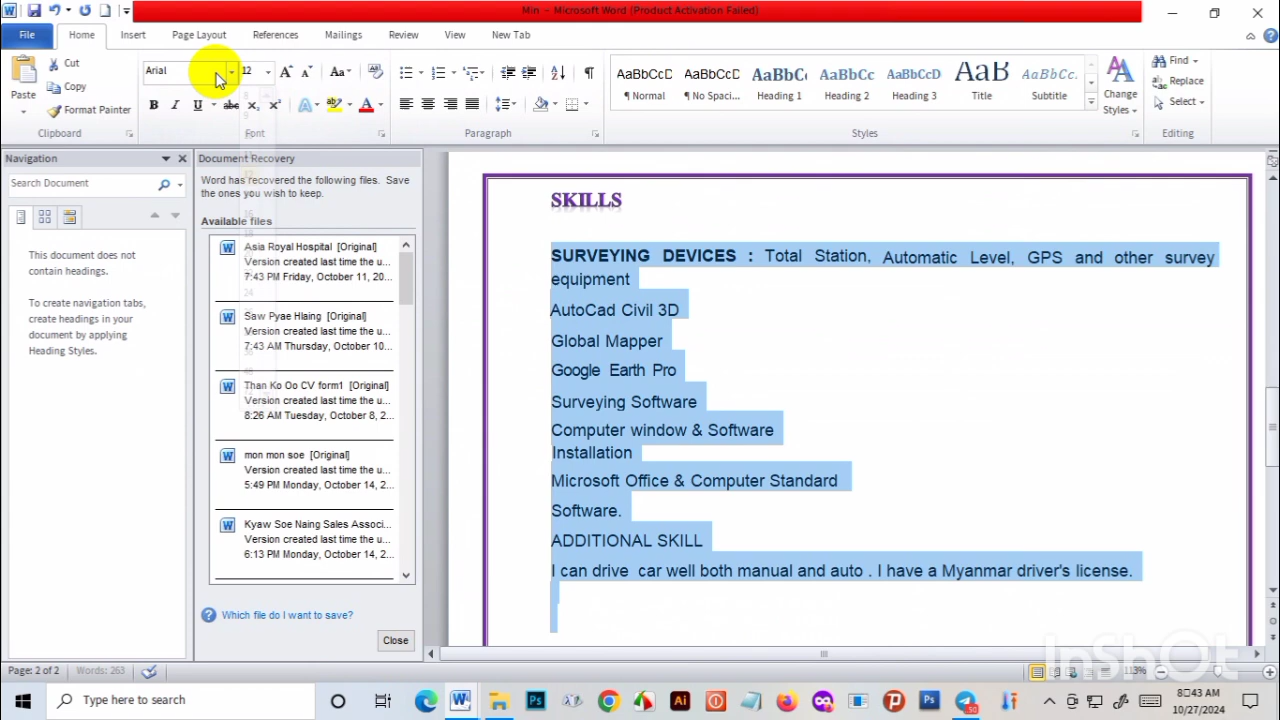 Min - Microsoft Word (Product Activation Failed)
File Home Insert Page Layout References Mailings Review View New Tab
Paste
Cut
Copy
Format Painter
Clipboard
Arial 12
Font
Paragraph
AaBbCcD AaBbCcD AaBbC AaBbCc AaBbCcD AaB AaBbCc.
¶ Normal ¶ No Spaci... Heading 1 Heading 2 Heading 3 Title Subtitle
Change
Styles
Styles
Find
Replace
Select
Editing
Navigation
Search Document
This document does not
contain headings.
To create navigation tabs,
create headings in your
document by applying
Heading Styles.
Document Recovery
Word has recovered the following files. Save
the ones you wish to keep.
Available files
Asia Royal Hospital [Original]
Version created last time the u...
7:43 PM Friday, October 11, 20...
Saw Pyae Hlaing [Original]
Version created last time the u...
7:43 AM Thursday, October 10...
Than Ko Oo CV form1 [Original]
Version created last time the u...
8:26 AM Tuesday, October 8, 2...
mon mon soe [Original]
Version created last time the u...
5:49 PM Monday, October 14, 2...
Kyaw Soe Naing Sales Associ...
Version created last time the u...
6:13 PM Monday, October 14, 2...
Which file do I want to save?
Close
SKILLS
SURVEYING DEVICES : Total Station, Automatic Level, GPS and other survey
equipment
AutoCad Civil 3D
Global Mapper
Google Earth Pro
Surveying Software
Computer window & Software
Installation
Microsoft Office & Computer Standard
Software.
ADDITIONAL SKILL
I can drive car well both manual and auto . I have a Myanmar driver's license.
InShOt
Page: 2 of 2 Words: 263
113%
Type here to search
8:43 AM
10/27/2024